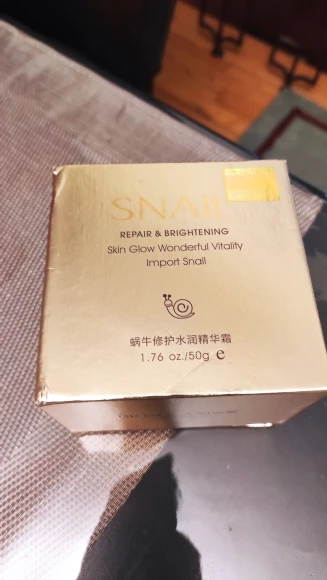 SNAIL
REPAIR & BRIGHTENING
Skin Glow Wonderful Vitality
Import Snail
蜗牛修护水润精华霜
1.76 oz./50g e